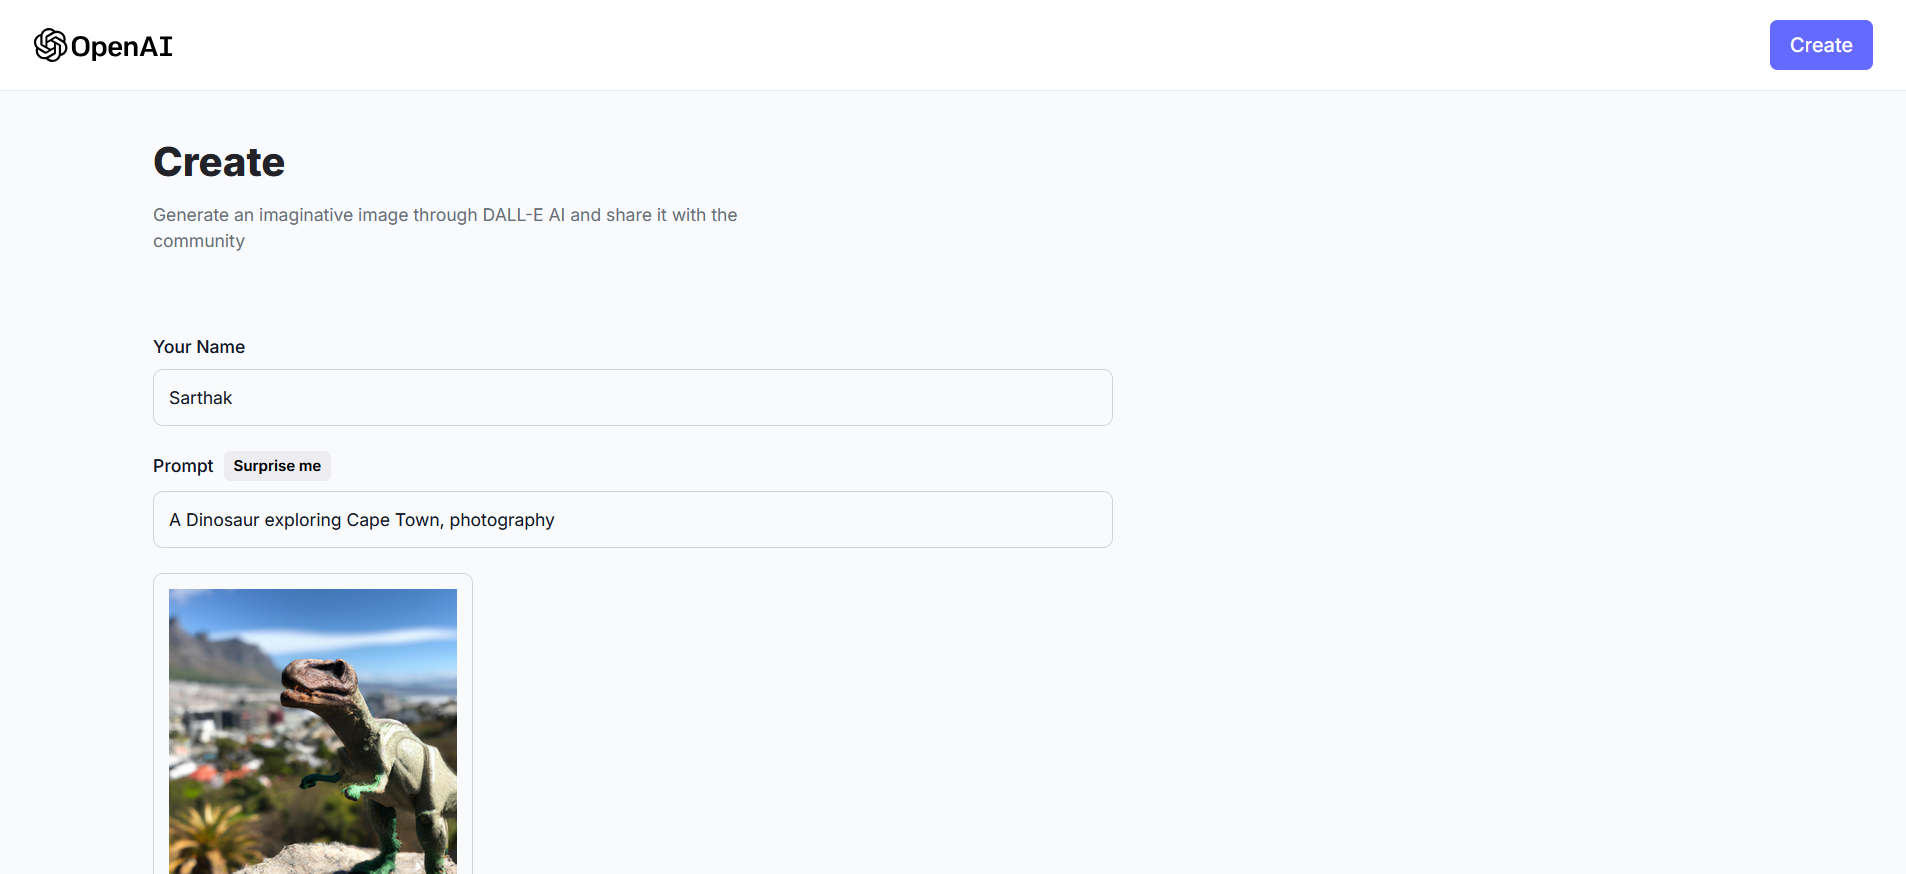 OpenAI
Create
Create
Generate an imaginative image through DALL-E AI and share it with the
community
Your Name
Sarthak
Prompt Surprise me
A Dinosaur exploring Cape Town, photography